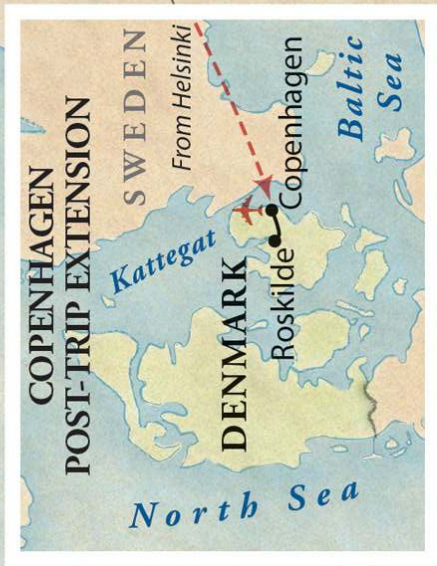 COPENHAGEN
POST-TRIP EXTENSION
SWEDEN
From Helsinki
Kattegat
DENMARK
Copenhagen
Roskilde
Baltic
Sea
North Sea